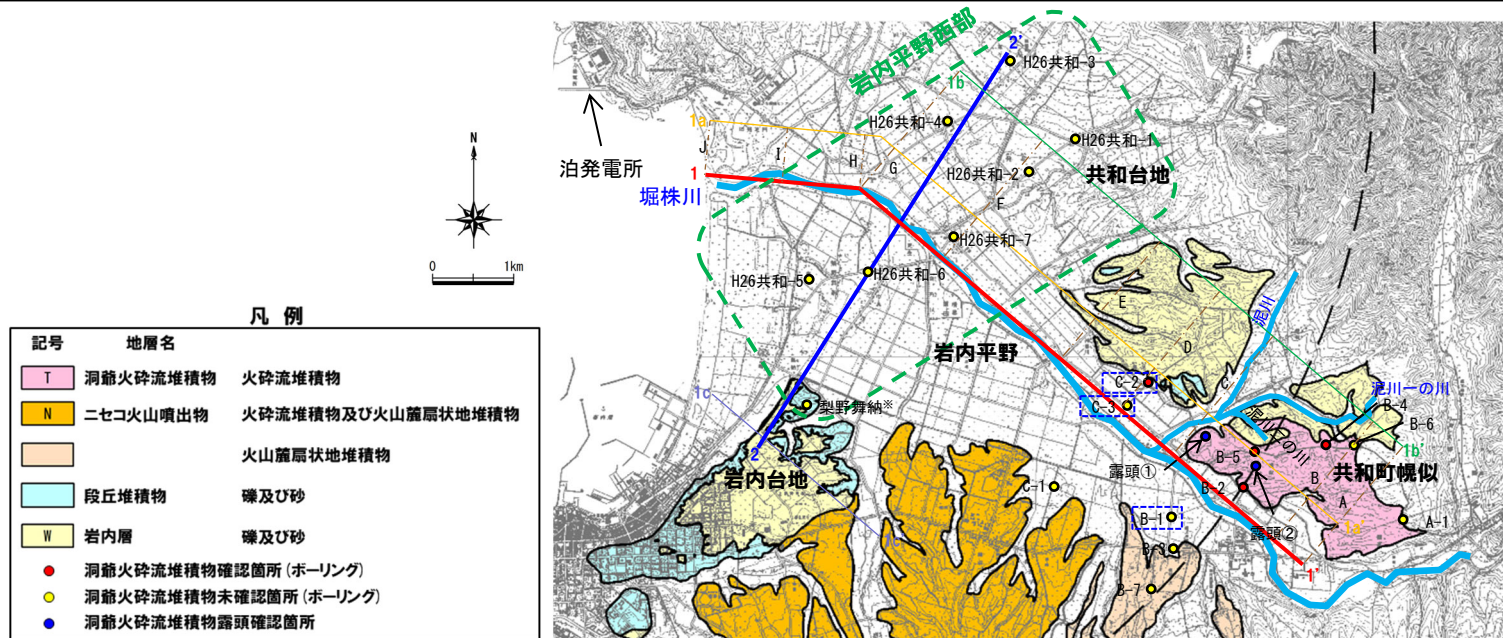 岩内平野西部
2'
H26共和-3
1b
H26共和-4
1a
H26共和-1
J
I
H
G
H26共和-2
共和台地
泊発電所
1
堀株川
F
N
H26共和-7
0
1km
H26共和-5
H26共和-6
E
泥川
岩内平野
D
C-2
C
泥川一の川
1c
C-3
梨野舞納※
B-4
B-6
泥川二の川
1b'
2
岩内台地
露頭①
B-5
B
共和町幌似
C-1
B-2
A
1a'
A-1
B-1
露頭②
B-3
1'
B-7
凡 例
記号 地層名
T 洞爺火砕流堆積物 火砕流堆積物
N ニセコ火山噴出物 火砕流堆積物及び火山麓扇状地堆積物
火山麓扇状地堆積物
段丘堆積物 礫及び砂
W 岩内層 礫及び砂
洞爺火砕流堆積物確認箇所(ボーリング)
洞爺火砕流堆積物未確認箇所(ボーリング)
洞爺火砕流堆積物露頭確認箇所